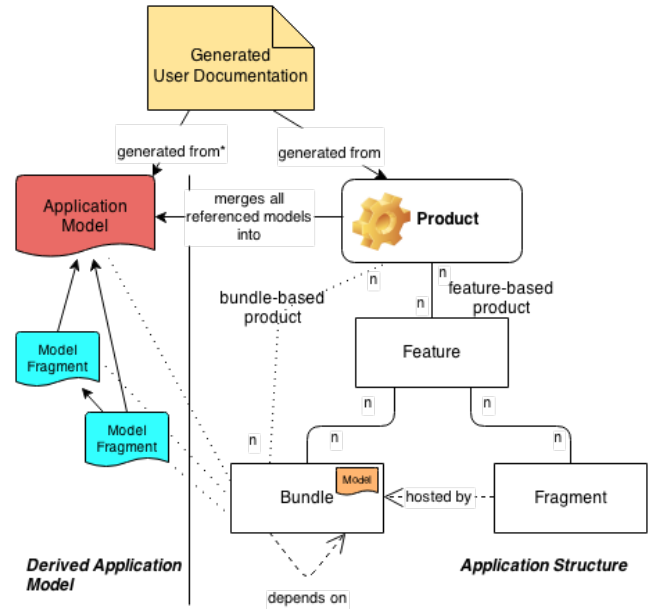 Generated
User Documentation
generated from*
generated from
Application
Model
merges all
referenced models
into
Product
n
n
n
bundle-based
product
feature-based
product
Model
Fragment
Feature
Model
Fragment
n
n
n
n
n
Bundle
Model
hosted by
Fragment
Derived Application
Model
Application Structure
depends on